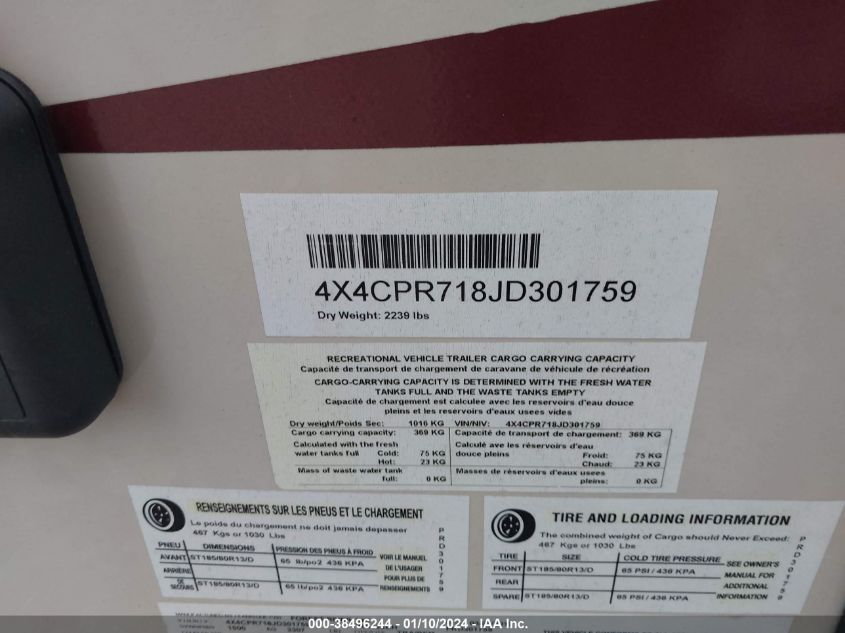 4X4CPR718JD301759
Dry Weight: 2239 lbs
RECREATIONAL VEHICLE TRAILER CARGO CARRYING CAPACITY
Capacité de transport de chargement de caravane de véhicule de récréation
CARGO-CARRYING CAPACITY IS DETERMINED WITH THE FRESH WATER
TANKS FULL AND THE WASTE TANKS EMPTY
Capacité de chargement est calculée avec les reservoirs d'eau douce
pleins et les reservoirs d'eaux usees vides
Dry weight/Poids Sec: 1016 KG VIN/NIV: 4X4CPR718JD301759
Cargo carrying capacity: 369 KG Capacitè de transport de chargement: 369 KG
Calculated with the fresh Calculé ave les réservoirs d'eau
water tanks full Cold: 75 KG douce pleins Froid: 75 KG
Hot: 23 KG Chaud: 23 KG
Mass of waste water tank Masses de réservoirs d'eaux usees
full: 0 KG pleins: 0 KG
RENSEIGNEMENTS SUR LES PNEUS ET LE CHARGEMENT
Le poids du chargement ne doit jamais depasser
467 Kgs or 1030 Lbs
PNEU DIMENSIONS PRESSION DES PNEUS À FROID
AVANT ST185/80R13/D 65 lb/po2 436 KPA VOIR LE MANUEL
ARRIÈRE DE L'USAGER
DE SECOURS ST185/80R13/D 65 lb/po2 436 KPA POUR PLUS DE
RENSEIGNEMENTS
PRD301759
TIRE AND LOADING INFORMATION
The combined weight of Cargo should Never Exceed:
467 Kgs or 1030 Lbs
TIRE SIZE COLD TIRE PRESSURE SEE OWNER'S
FRONT ST185/80R13/D 65 PSI / 436 KPA MANUAL FOR
REAR ADDITIONAL
SPARE ST185/80R13/D 65 PSI / 436 KPA INFORMATION
PRD301759
4X4CPR718JD301759
000-38496244 - 01/10/2024 - IAA Inc.